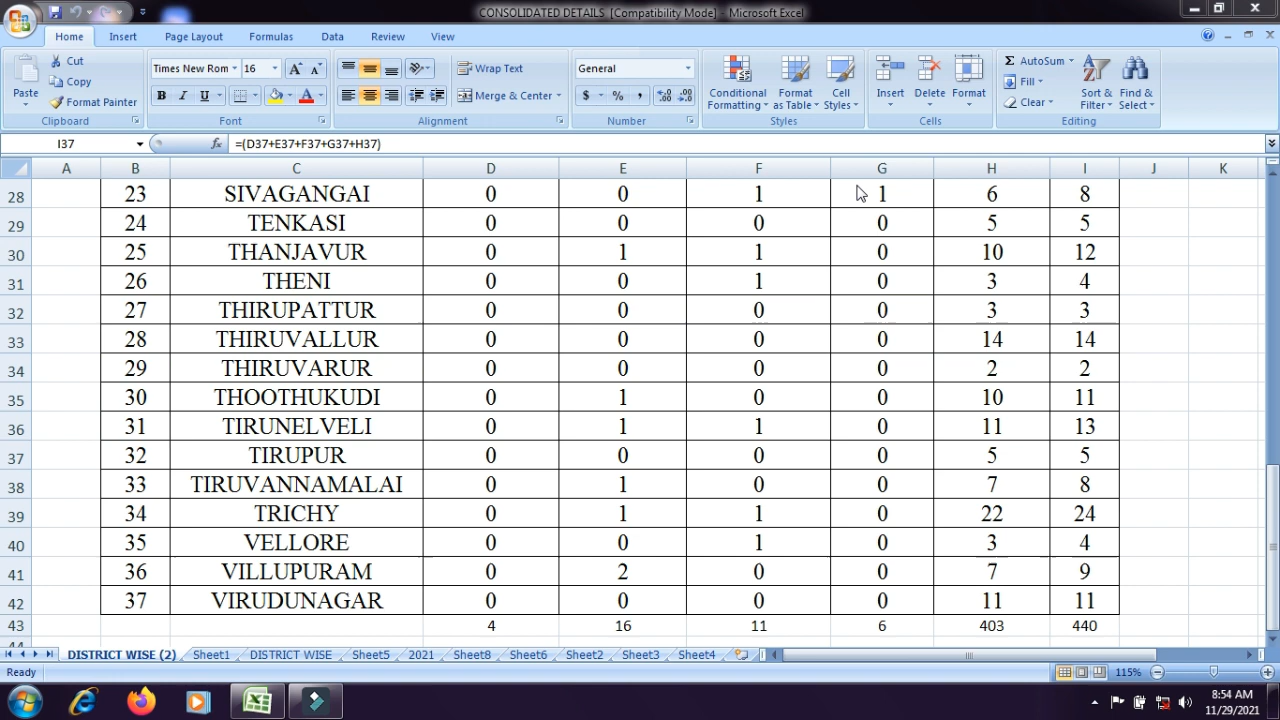 CONSOLIDATED DETAILS [Compatibility Mode] - Microsoft Excel
Home Insert Page Layout Formulas Data Review View
Paste Cut Copy Format Painter Clipboard
Times New Rom 16 A A B I U A Font
Wrap Text Merge & Center Alignment
General $ % , .0 .00 .00 .0 Number
Conditional Formatting Format as Table Cell Styles Styles
Insert Delete Format Cells
Σ AutoSum Fill Clear Sort & Filter Find & Select Editing
I37 fx =(D37+E37+F37+G37+H37)
A B C D E F G H I J K
28 23 SIVAGANGAI 0 0 1 1 6 8
29 24 TENKASI 0 0 0 0 5 5
30 25 THANJAVUR 0 1 1 0 10 12
31 26 THENI 0 0 1 0 3 4
32 27 THIRUPATTUR 0 0 0 0 3 3
33 28 THIRUVALLUR 0 0 0 0 14 14
34 29 THIRUVARUR 0 0 0 0 2 2
35 30 THOOTHUKUDI 0 1 0 0 10 11
36 31 TIRUNELVELI 0 1 1 0 11 13
37 32 TIRUPUR 0 0 0 0 5 5
38 33 TIRUVANNAMALAI 0 1 0 0 7 8
39 34 TRICHY 0 1 1 0 22 24
40 35 VELLORE 0 0 1 0 3 4
41 36 VILLUPURAM 0 2 0 0 7 9
42 37 VIRUDUNAGAR 0 0 0 0 11 11
43 4 16 11 6 403 440
44
DISTRICT WISE (2) Sheet1 DISTRICT WISE Sheet5 2021 Sheet8 Sheet6 Sheet2 Sheet3 Sheet4
Ready 115%
8:54 AM
11/29/2021